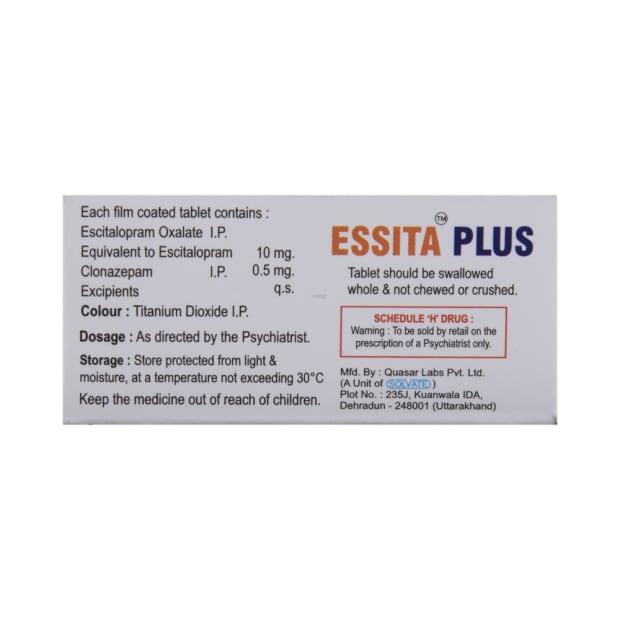 Each film coated tablet contains :
Escitalopram Oxalate I.P.
Equivalent to Escitalopram 10 mg.
Clonazepam I.P. 0.5 mg.
Excipients q.s.
Colour : Titanium Dioxide I.P.
Dosage : As directed by the Psychiatrist.
Storage : Store protected from light &
moisture, at a temperature not exceeding 30°C
Keep the medicine out of reach of children.
ESSITA PLUS TM
Tablet should be swallowed
whole & not chewed or crushed.
SCHEDULE 'H' DRUG :
Warning : To be sold by retail on the
prescription of a Psychiatrist only.
Mfd. By : Quasar Labs Pvt. Ltd.
(A Unit of SOLVATE)
Plot No. : 235J, Kuanwala IDA,
Dehradun - 248001 (Uttarakhand)